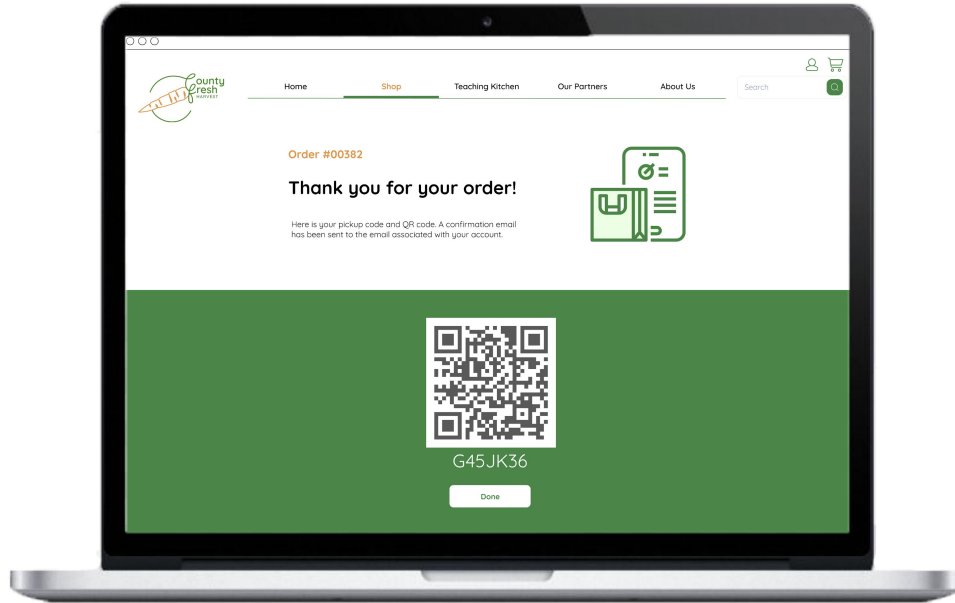 County
Fresh
HARVEST
Home
Shop
Teaching Kitchen
Our Partners
About Us
Search
Order #00382
Thank you for your order!
Here is your pickup code and QR code. A confirmation email
has been sent to the email associated with your account.
G45JK36
Done